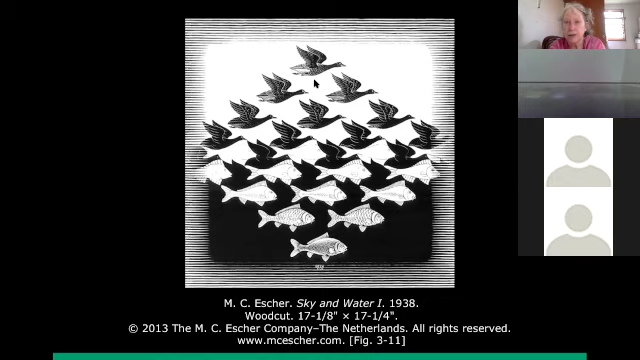 M. C. Escher. Sky and Water I. 1938.
Woodcut. 17-1/8" × 17-1/4".
© 2013 The M. C. Escher Company–The Netherlands. All rights reserved.
www.mcescher.com. [Fig. 3-11]